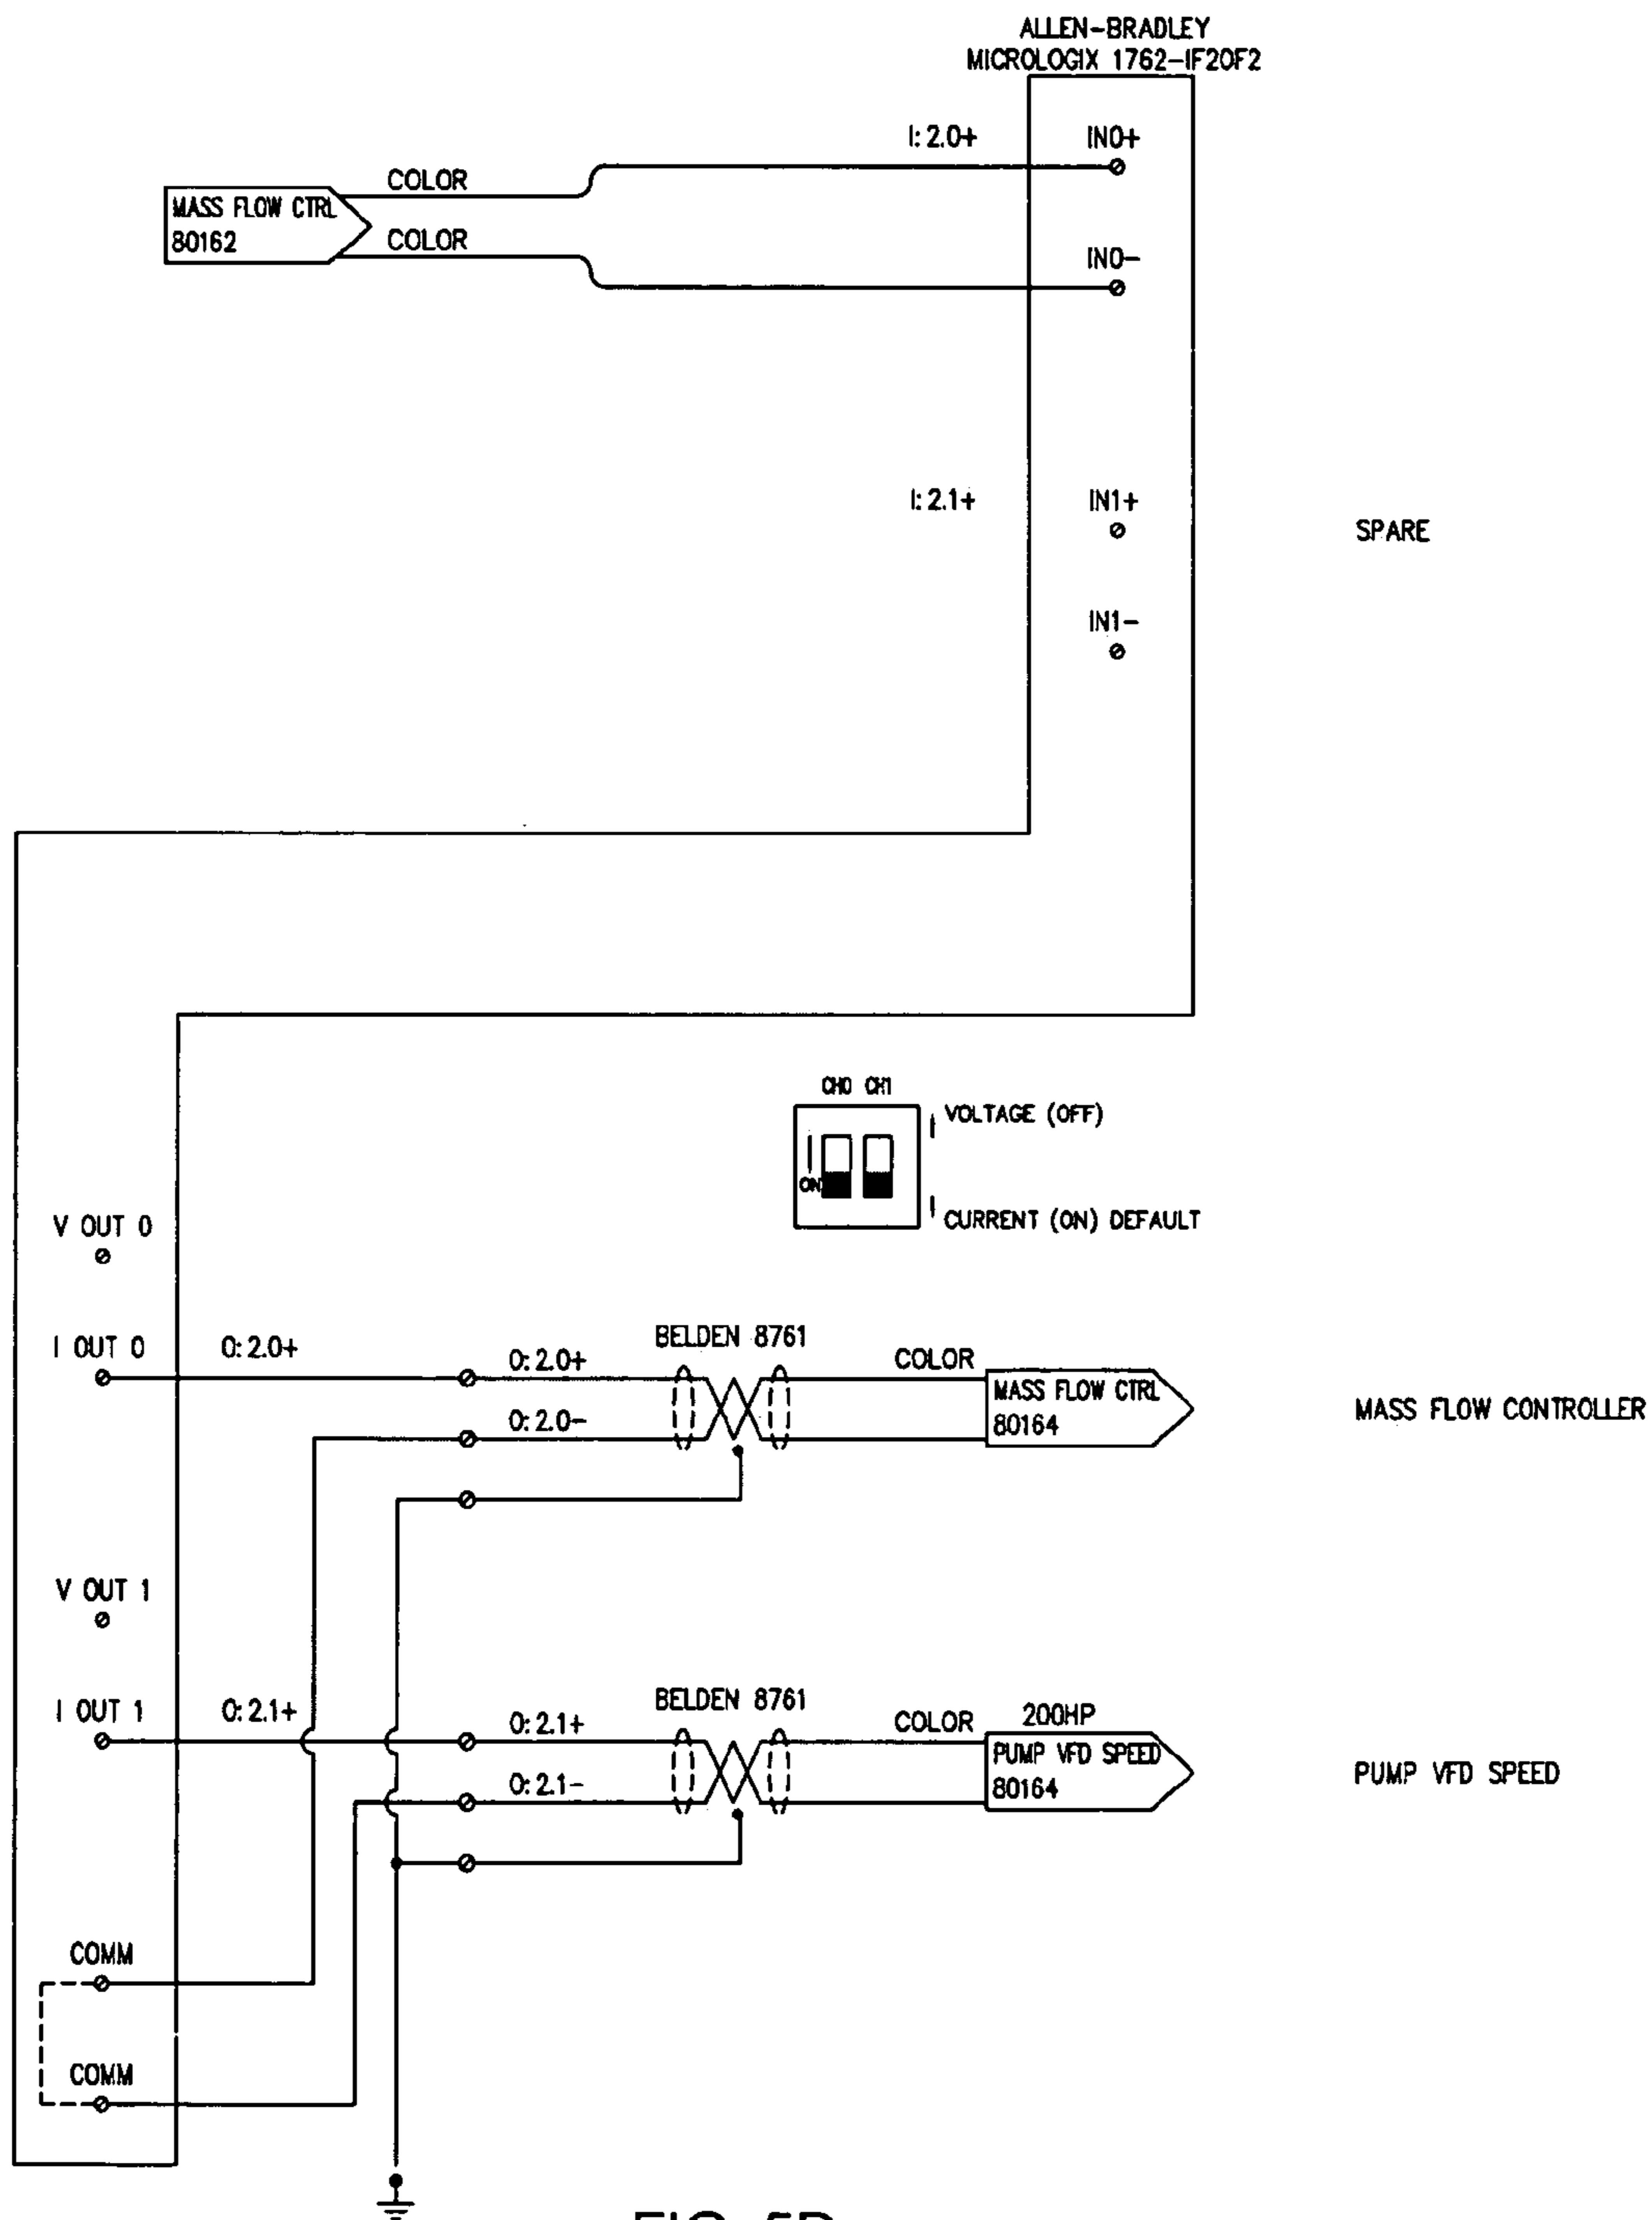 ALLEN-BRADLEY
MICROLOGIX 1762-IF2OF2
I: 2.0+
IN0+
COLOR
MASS FLOW CTRL
80162
COLOR
IN0-
I: 2.1+
IN1+
SPARE
IN1-
CH0 CH1
VOLTAGE (OFF)
ON
CURRENT (ON) DEFAULT
V OUT 0
I OUT 0
O: 2.0+
O: 2.0+
BELDEN 8761
COLOR
MASS FLOW CTRL
80164
MASS FLOW CONTROLLER
O: 2.0-
V OUT 1
I OUT 1
O: 2.1+
O: 2.1+
BELDEN 8761
COLOR
200HP
PUMP VFD SPEED
80164
PUMP VFD SPEED
O: 2.1-
COMM
COMM